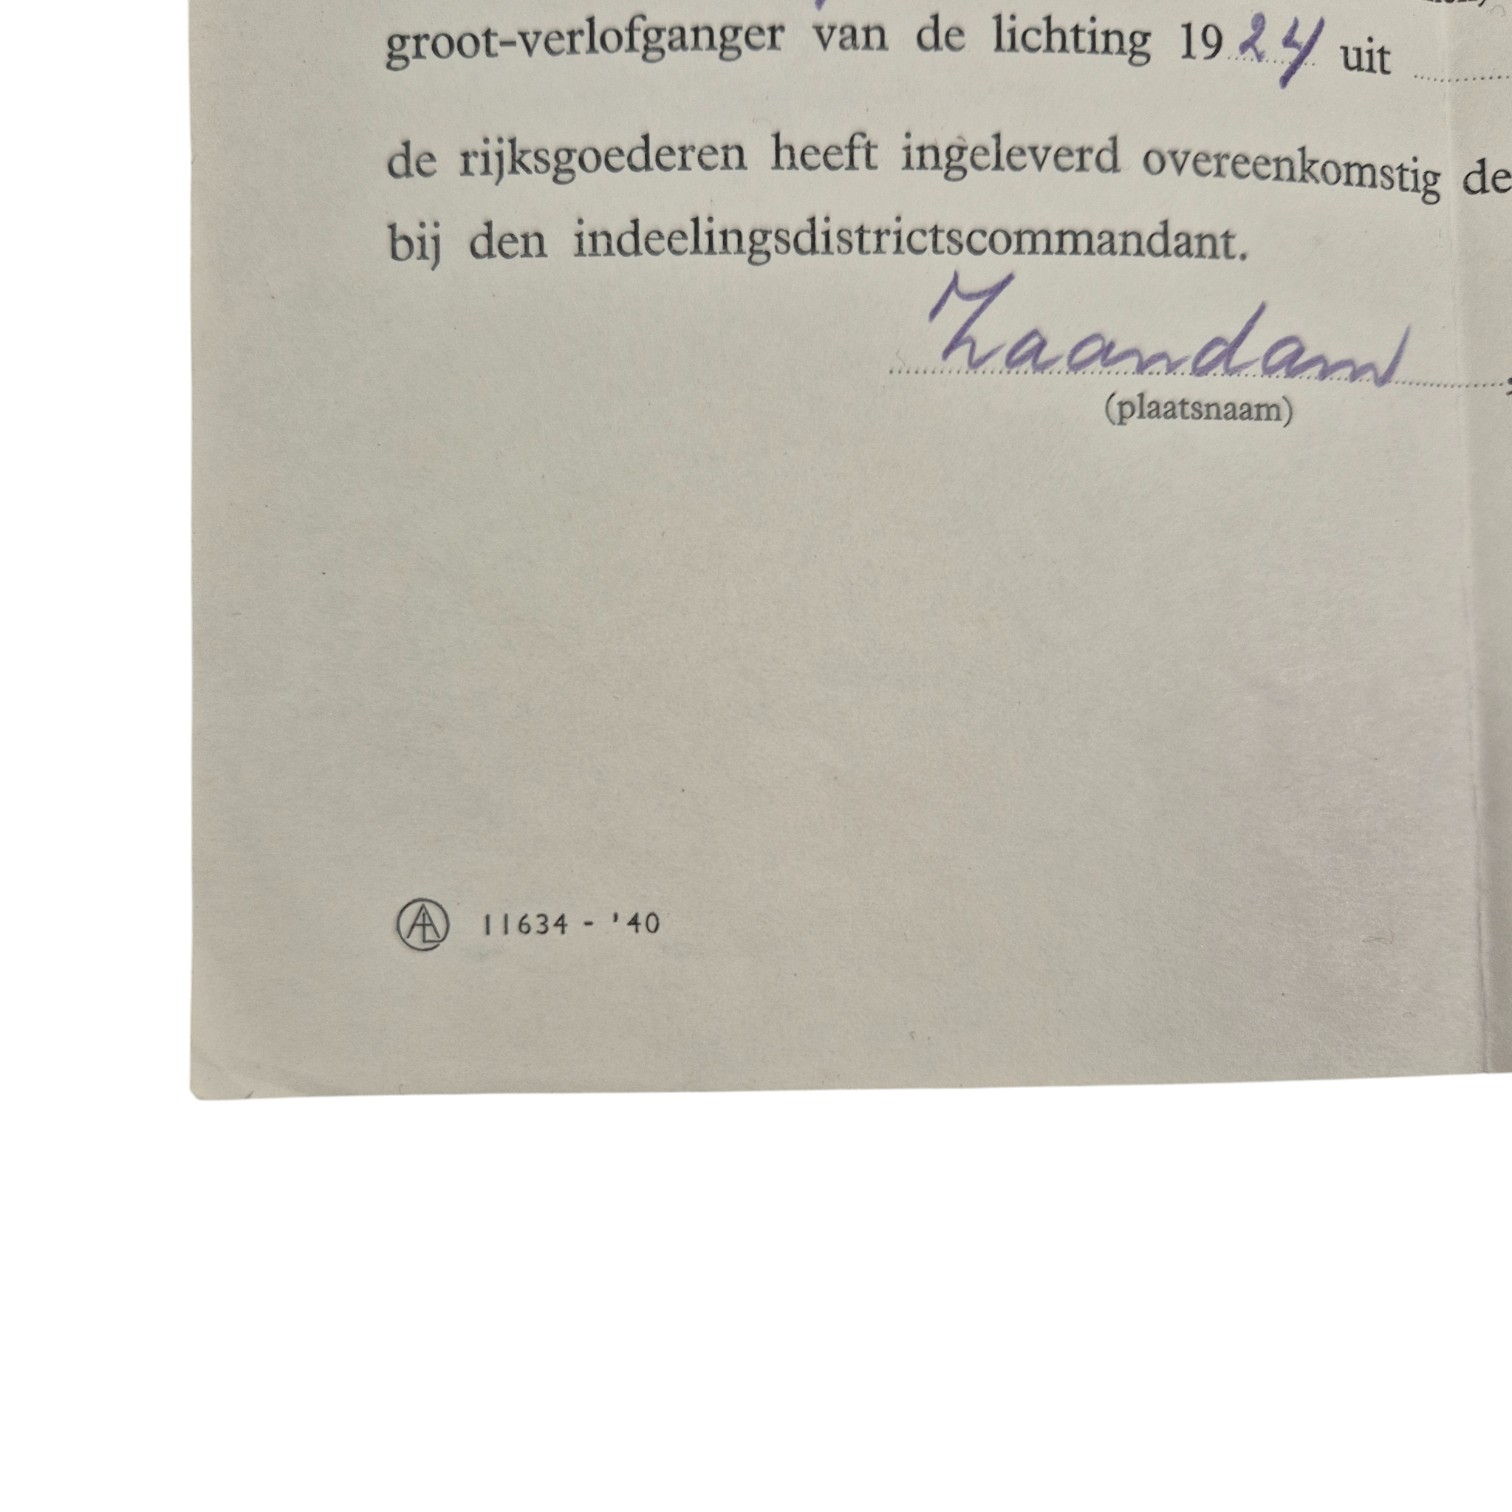 groot-verlofganger van de lichting 1924 uit
de rijksgoederen heeft ingeleverd overeenkomstig de
bij den indeelingsdistrictscommandant.
Zaandam
(plaatsnaam)
11634 - '40